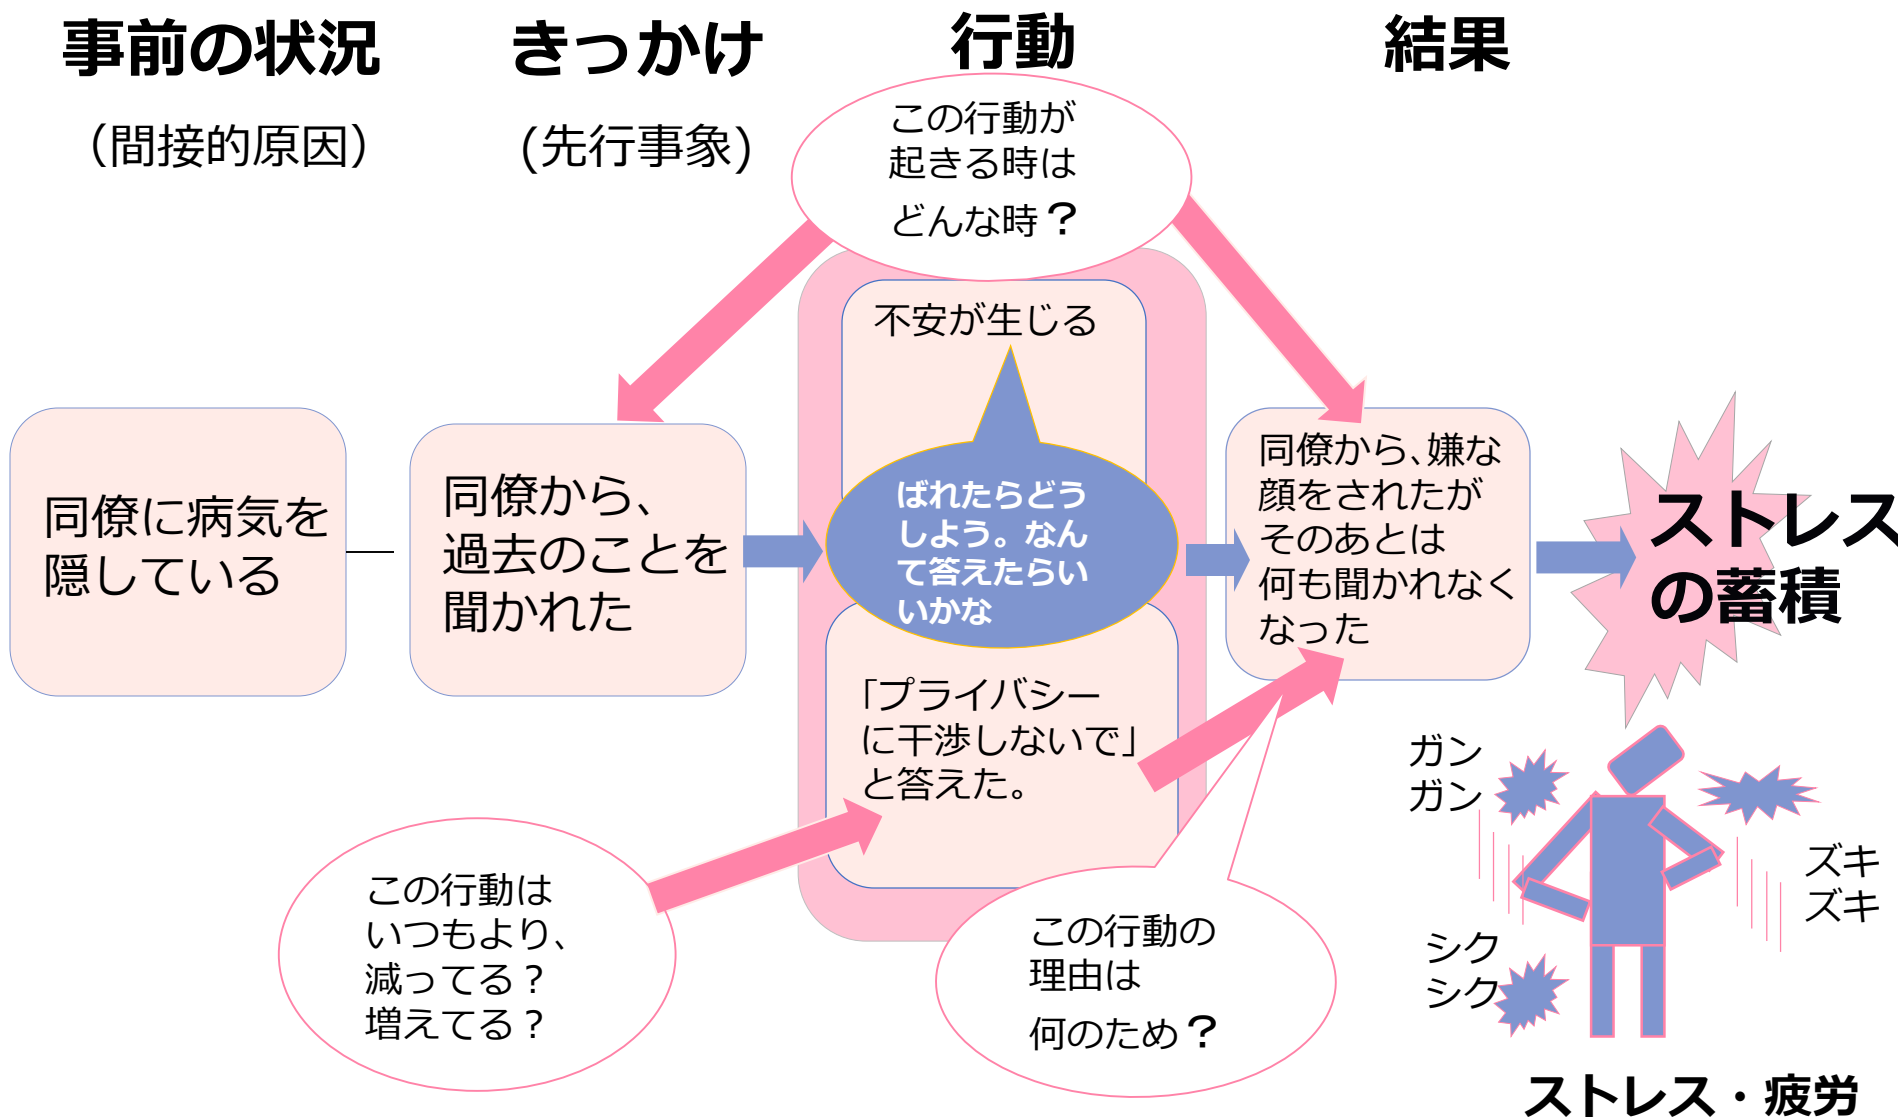 事前の状況
（間接的原因）
きっかけ
(先行事象)
行動
結果
この行動が
起きる時は
どんな時？
不安が生じる
同僚に病気を
隠している
同僚から、
過去のことを
聞かれた
ばれたらどう
しよう。なん
て答えたらい
いかな
「プライバシー
に干渉しないで」
と答えた。
同僚から、嫌な
顔をされたが
そのあとは
何も聞かれなく
なった
ストレス
の蓄積
この行動は
いつもより、
減ってる？
増えてる？
この行動の
理由は
何のため？
ガン
ガン
ズキ
ズキ
シク
シク
ストレス・疲労